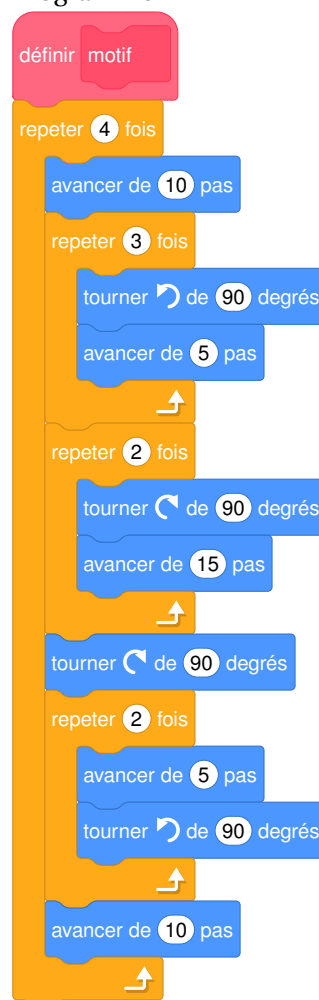 définir motif
repeter 4 fois
avancer de 10 pas
repeter 3 fois
tourner de 90 degrés
avancer de 5 pas
repeter 2 fois
tourner de 90 degrés
avancer de 15 pas
tourner de 90 degrés
repeter 2 fois
avancer de 5 pas
tourner de 90 degrés
avancer de 10 pas